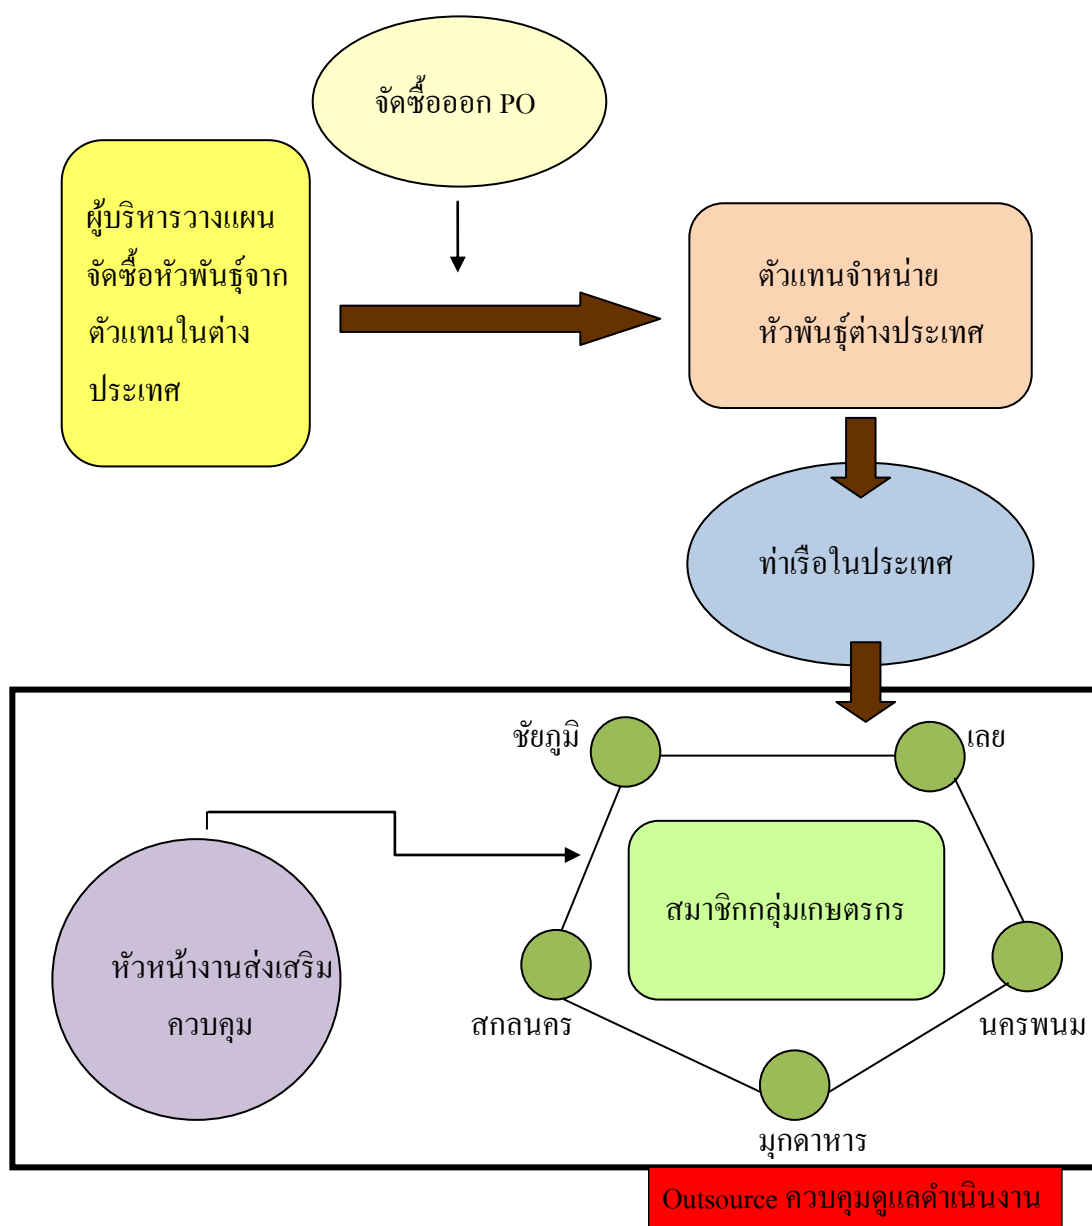 จัดซื้อออก PO
ผู้บริหารวางแผน
จัดซื้อหัวพันธุ์จาก
ตัวแทนในต่าง
ประเทศ
ตัวแทนจำหน่าย
หัวพันธุ์ต่างประเทศ
ท่าเรือในประเทศ
ชัยภูมิ
เลย
สมาชิกกลุ่มเกษตรกร
หัวหน้างานส่งเสริม
ควบคุม
สกลนคร
นครพนม
มุกดาหาร
Outsource ควบคุมดูแลดำเนินงาน